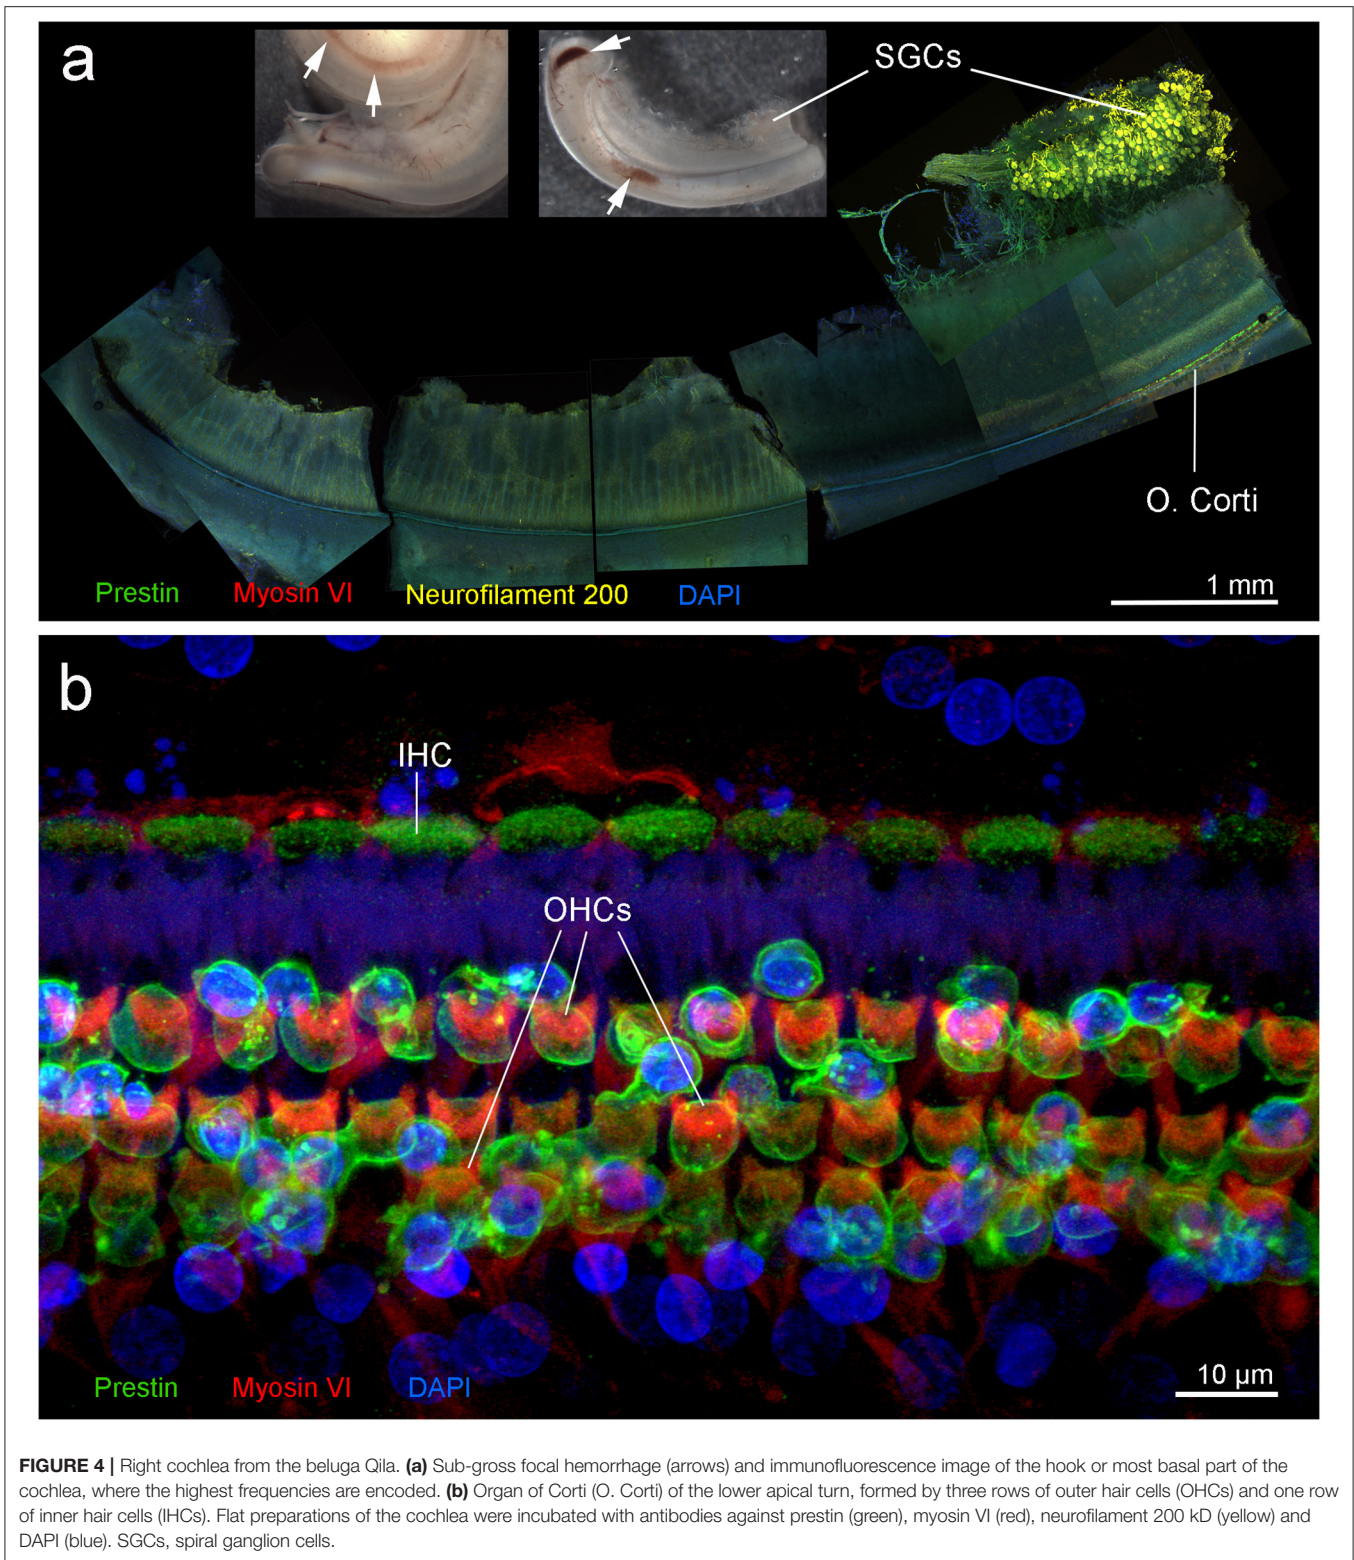 a
SGCs
O. Corti
Prestin Myosin VI Neurofilament 200 DAPI
1 mm
b
IHC
OHCs
Prestin Myosin VI DAPI
10 µm
FIGURE 4 | Right cochlea from the beluga Qila. (a) Sub-gross focal hemorrhage (arrows) and immunofluorescence image of the hook or most basal part of the
cochlea, where the highest frequencies are encoded. (b) Organ of Corti (O. Corti) of the lower apical turn, formed by three rows of outer hair cells (OHCs) and one row
of inner hair cells (IHCs). Flat preparations of the cochlea were incubated with antibodies against prestin (green), myosin VI (red), neurofilament 200 kD (yellow) and
DAPI (blue). SGCs, spiral ganglion cells.